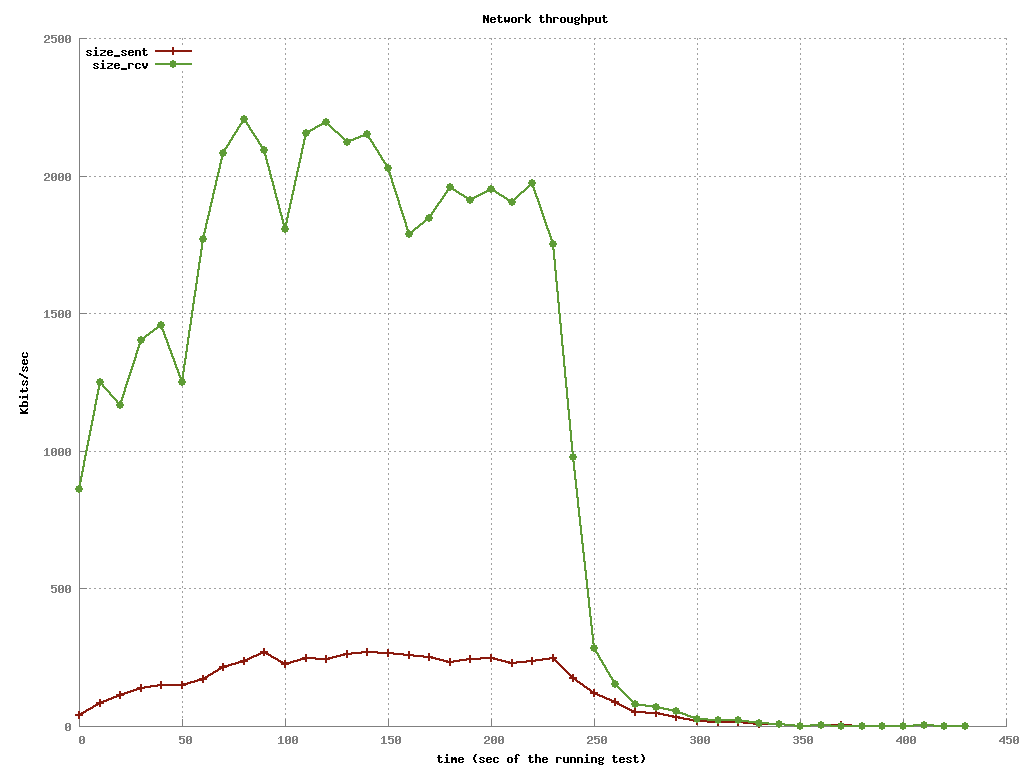 Network throughput
2500
size_sent
size_rcv
2000
1500
Kbits/sec
1000
500
0
0 50 100 150 200 250 300 350 400 450
time (sec of the running test)